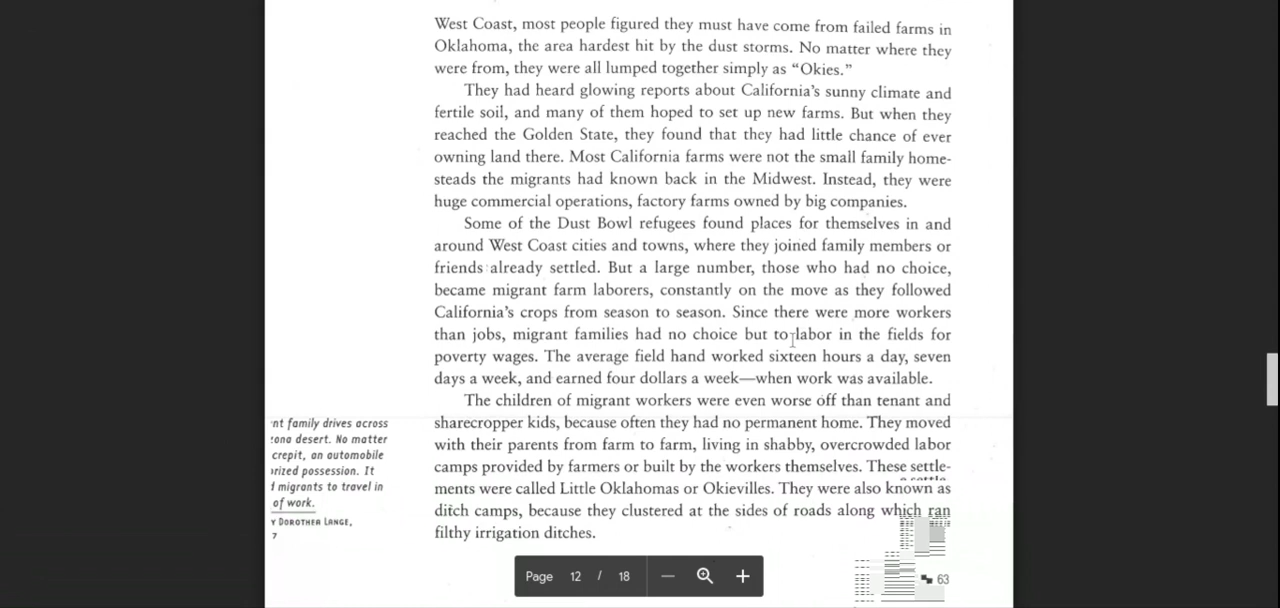 West Coast, most people figured they must have come from failed farms in
Oklahoma, the area hardest hit by the dust storms. No matter where they
were from, they were all lumped together simply as “Okies.”
They had heard glowing reports about California’s sunny climate and
fertile soil, and many of them hoped to set up new farms. But when they
reached the Golden State, they found that they had little chance of ever
owning land there. Most California farms were not the small family home-
steads the migrants had known back in the Midwest. Instead, they were
huge commercial operations, factory farms owned by big companies.
Some of the Dust Bowl refugees found places for themselves in and
around West Coast cities and towns, where they joined family members or
friends already settled. But a large number, those who had no choice,
became migrant farm laborers, constantly on the move as they followed
California’s crops from season to season. Since there were more workers
than jobs, migrant families had no choice but to labor in the fields for
poverty wages. The average field hand worked sixteen hours a day, seven
days a week, and earned four dollars a week—when work was available.
The children of migrant workers were even worse off than tenant and
sharecropper kids, because often they had no permanent home. They moved
with their parents from farm to farm, living in shabby, overcrowded labor
camps provided by farmers or built by the workers themselves. These settle-
ments were called Little Oklahomas or Okievilles. They were also known as
ditch camps, because they clustered at the sides of roads along which ran
filthy irrigation ditches.
nt family drives across
ona desert. No matter
crepit, an automobile
rized possession. It
f migrants to travel in
of work.
Y DOROTHEA LANGE,
7
63
Page 12 / 18